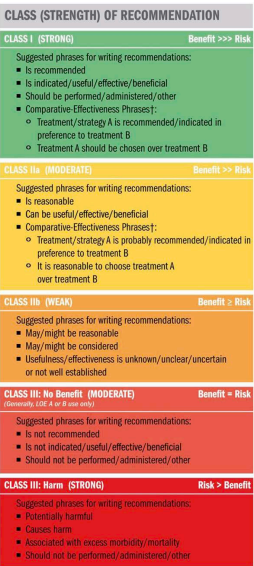 CLASS (STRENGTH) OF RECOMMENDATION
CLASS I (STRONG) Benefit >>> Risk
Suggested phrases for writing recommendations:
■ Is recommended
■ Is indicated/useful/effective/beneficial
■ Should be performed/administered/other
■ Comparative-Effectiveness Phrases†:
○ Treatment/strategy A is recommended/indicated in
preference to treatment B
○ Treatment A should be chosen over treatment B
CLASS IIa (MODERATE) Benefit >> Risk
Suggested phrases for writing recommendations:
■ Is reasonable
■ Can be useful/effective/beneficial
■ Comparative-Effectiveness Phrases†:
○ Treatment/strategy A is probably recommended/indicated in
preference to treatment B
○ It is reasonable to choose treatment A
over treatment B
CLASS IIb (WEAK) Benefit ≥ Risk
Suggested phrases for writing recommendations:
■ May/might be reasonable
■ May/might be considered
■ Usefulness/effectiveness is unknown/unclear/uncertain
or not well established
CLASS III: No Benefit (MODERATE) Benefit = Risk
(Generally, LOE A or B use only)
Suggested phrases for writing recommendations:
■ Is not recommended
■ Is not indicated/useful/effective/beneficial
■ Should not be performed/administered/other
CLASS III: Harm (STRONG) Risk > Benefit
Suggested phrases for writing recommendations:
■ Potentially harmful
■ Causes harm
■ Associated with excess morbidity/mortality
■ Should not be performed/administered/other